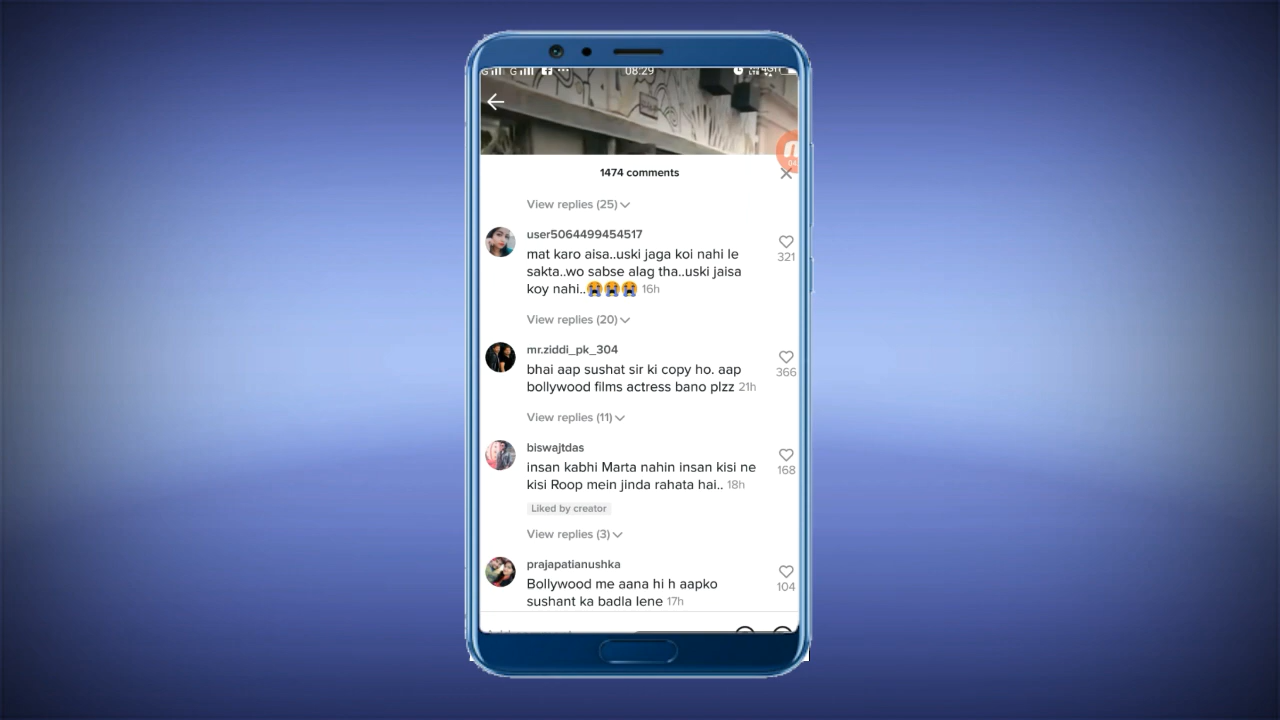 08:29
04
1474 comments
View replies (25)
user5064499454517
mat karo aisa..uski jaga koi nahi le
321
sakta..wo sabse alag tha..uski jaisa
koy nahi..😭😭😭 16h
View replies (20)
mr.ziddi_pk_304
bhai aap sushat sir ki copy ho. aap
366
bollywood films actress bano plzz 21h
View replies (11)
biswajtdas
insan kabhi Marta nahin insan kisi ne
168
kisi Roop mein jinda rahata hai.. 18h
Liked by creator
View replies (3)
prajapatianushka
Bollywood me aana hi h aapko
104
sushant ka badla lene 17h